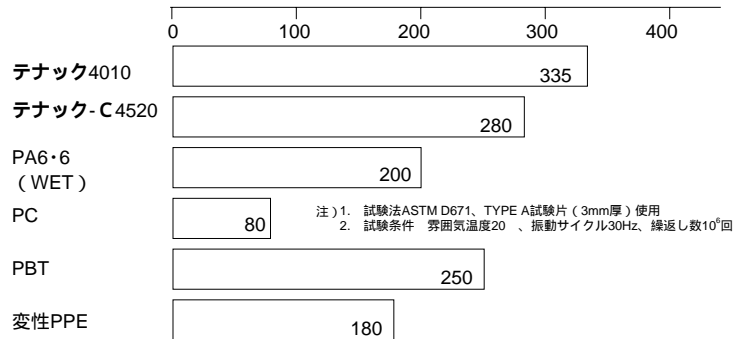 0 100 200 300 400
テナック4010
335
テナック-C4520
280
PA6・6
200
（WET）
PC
80
注）1. 試験法ASTM D671、TYPE A試験片（3mm厚）使用
2. 試験条件 雰囲気温度20 、振動サイクル30Hz、繰返し数10⁶回
PBT
250
変性PPE
180